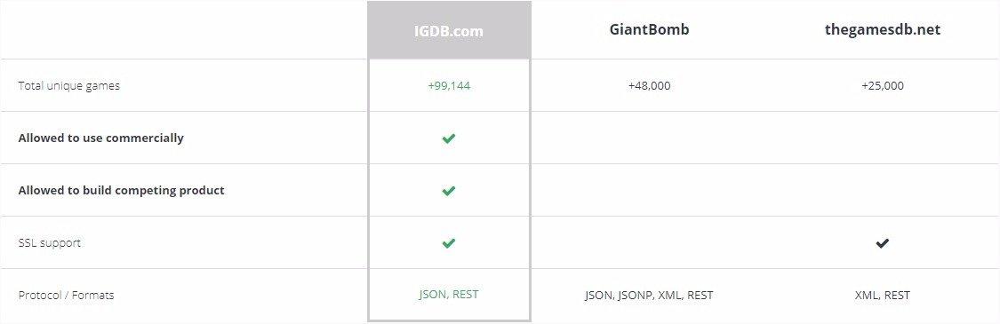 IGDB.com GiantBomb thegamesdb.net
Total unique games +99,144 +48,000 +25,000
Allowed to use commercially ✔
Allowed to build competing product ✔
SSL support ✔ ✔
Protocol / Formats JSON, REST JSON, JSONP, XML, REST XML, REST